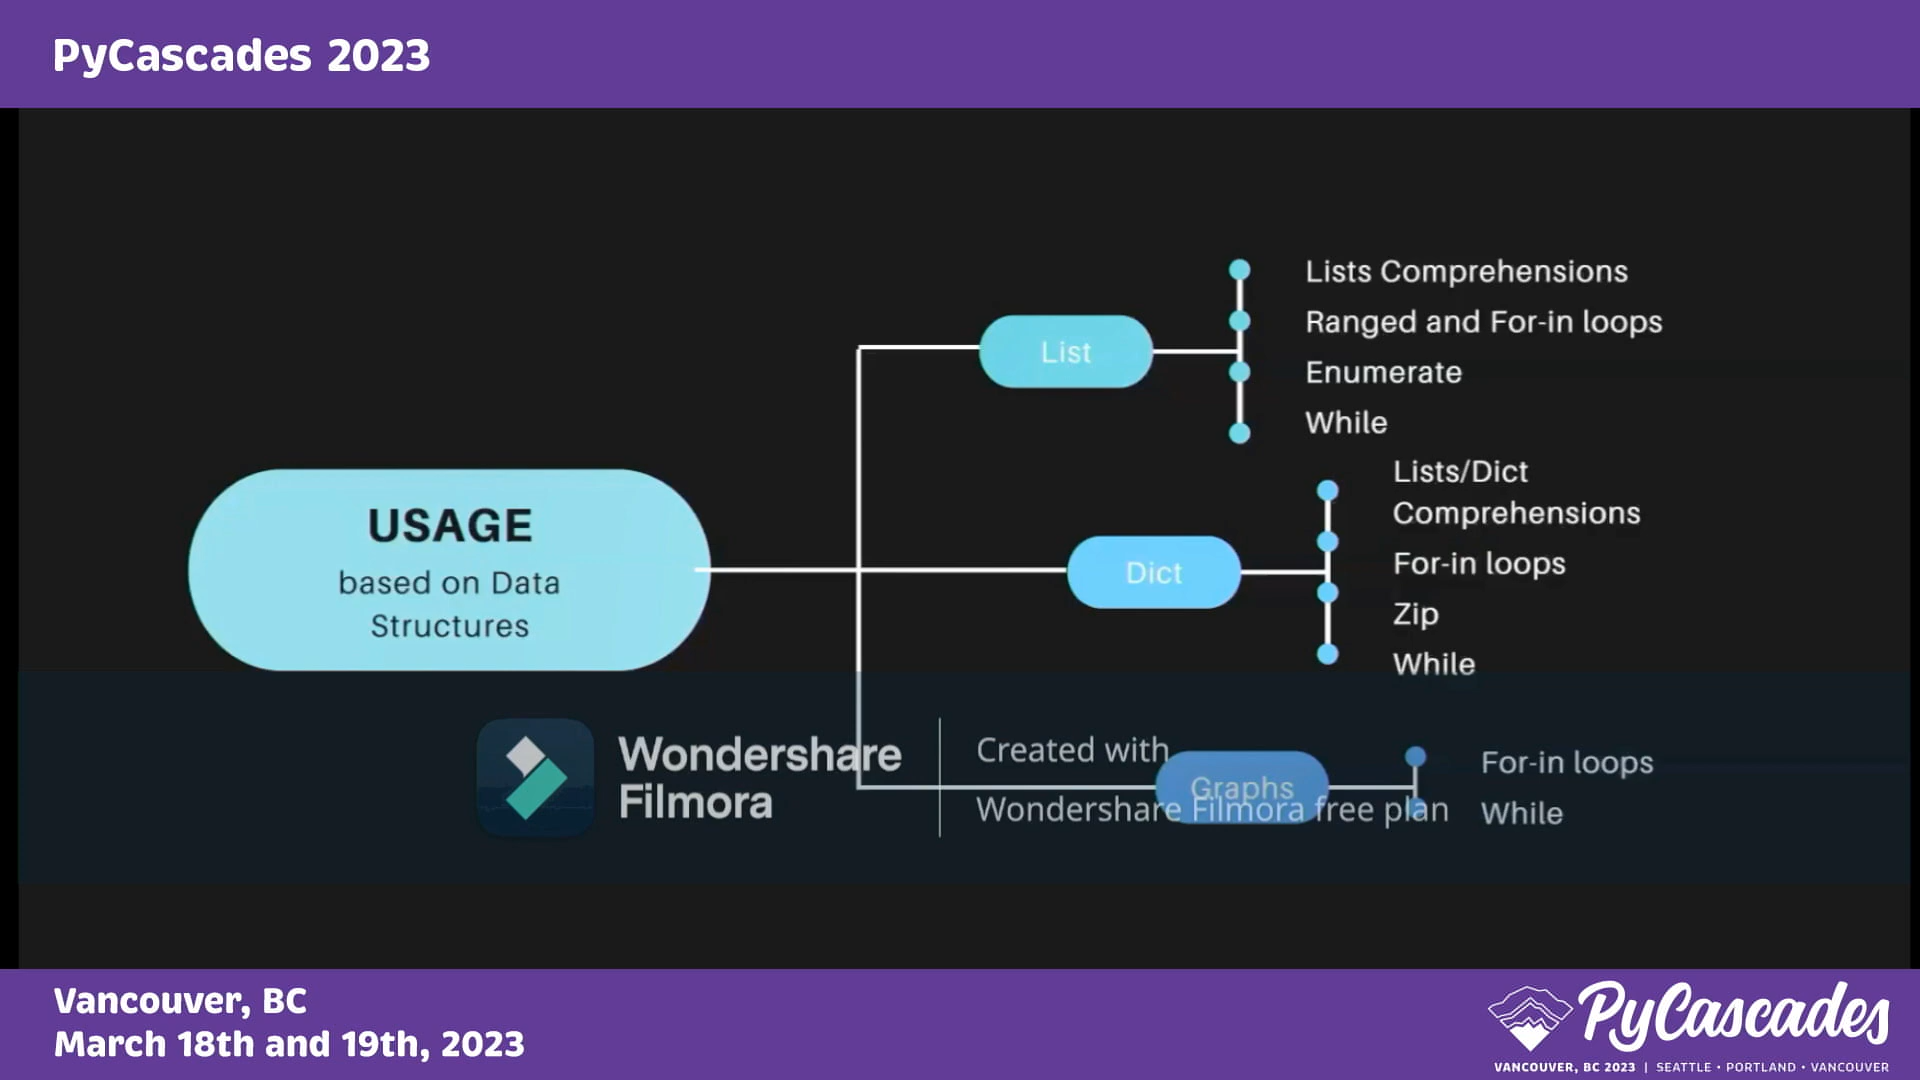 PyCascades 2023
Lists Comprehensions
Ranged and For-in loops
List
Enumerate
While
Lists/Dict
Comprehensions
USAGE
based on Data
Structures
Dict
For-in loops
Zip
While
Wondershare
Filmora
Created with
Wondershare Filmora free plan
Graphs
For-in loops
While
Vancouver, BC
March 18th and 19th, 2023
PyCascades
VANCOUVER, BC 2023 | SEATTLE • PORTLAND • VANCOUVER